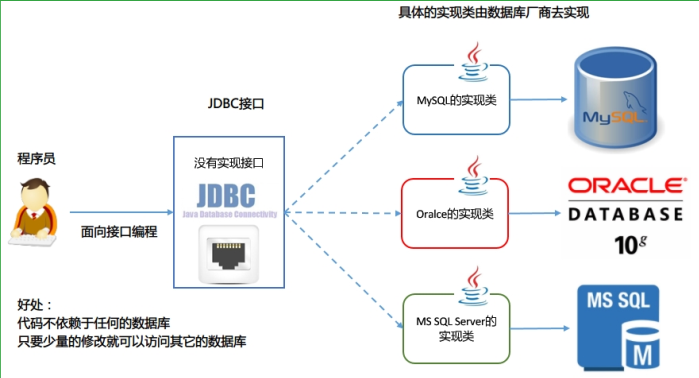 具体的实现类由数据库厂商去实现
JDBC接口
程序员
没有实现接口
JDBC
Java Database Connectivity
面向接口编程
好处：
代码不依赖于任何的数据库
只要少量的修改就可以访问其它的数据库
Java
MySQL的实现类
MySQL
Java
Oralce的实现类
ORACLE
DATABASE
10g
Java
MS SQL Server的
实现类
MS SQL
M